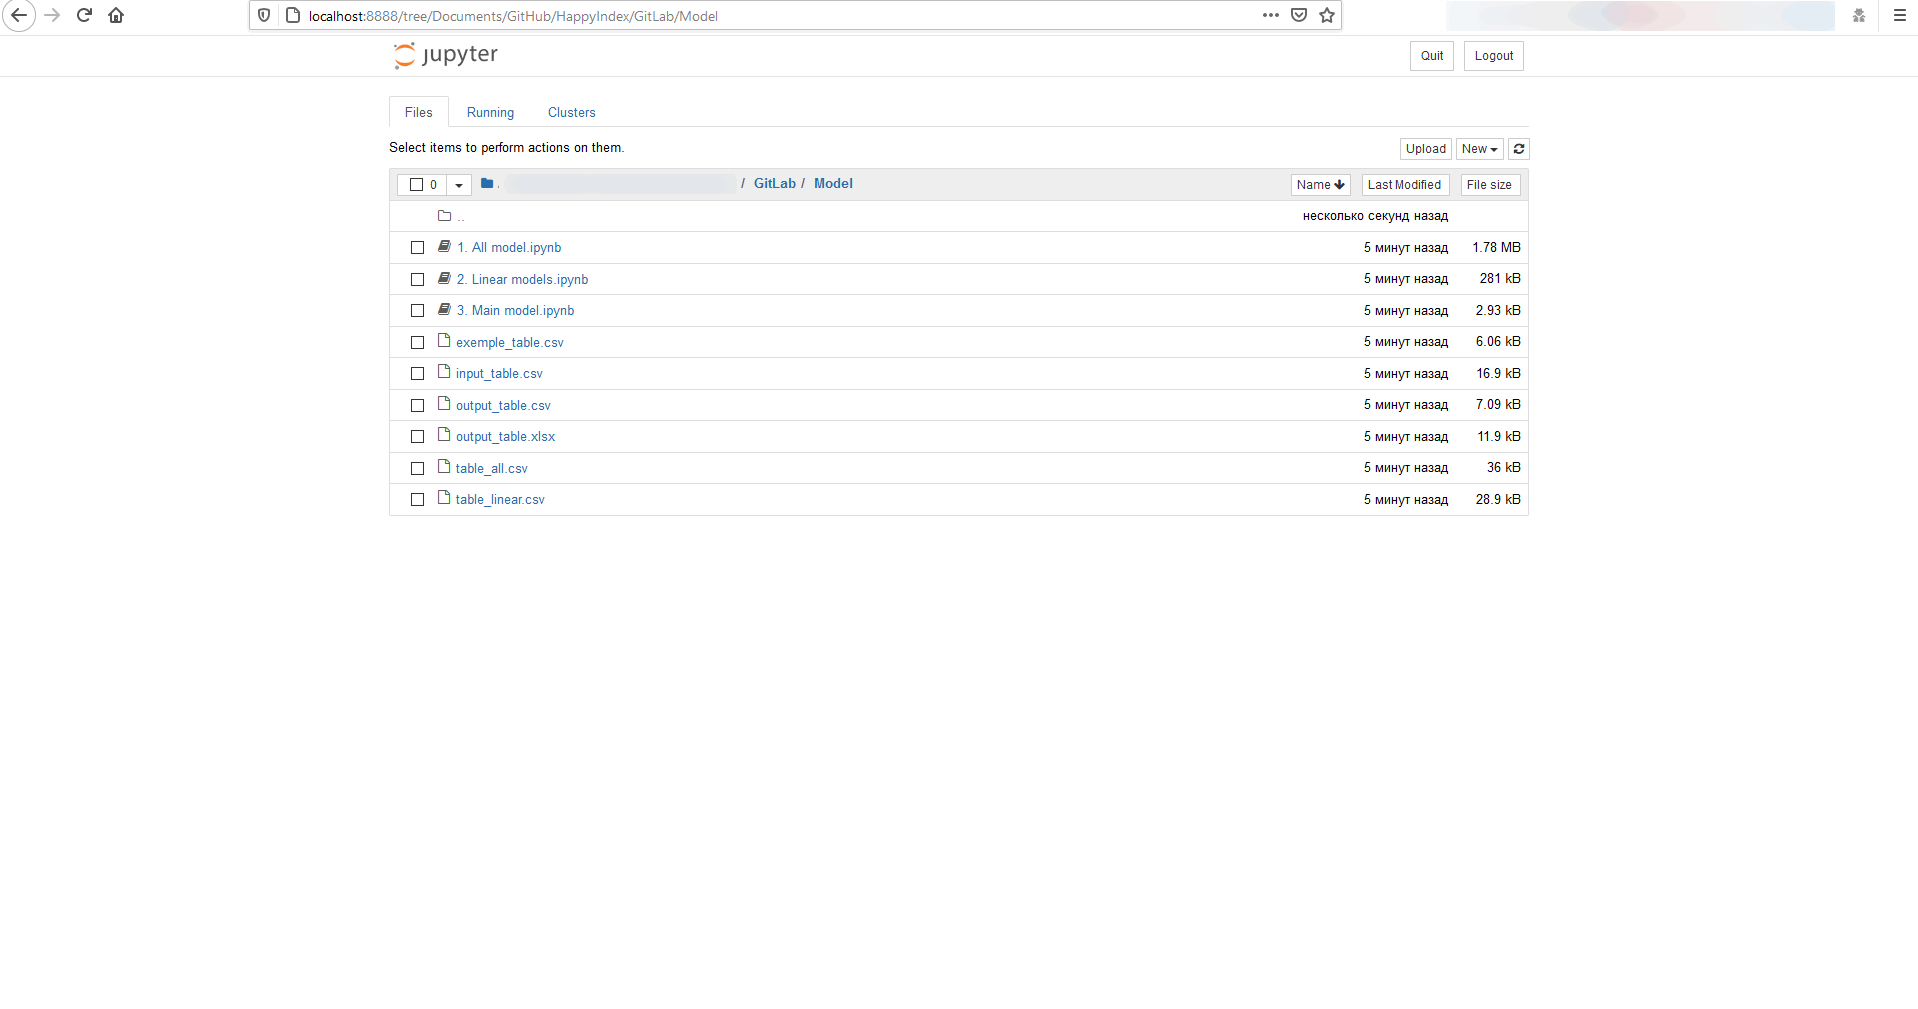 localhost:8888/tree/Documents/GitHub/HappyIndex/GitLab/Model
jupyter
Quit Logout
Files Running Clusters
Select items to perform actions on them.
Upload New
0 / GitLab / Model Name Last Modified File size
.. несколько секунд назад
1. All model.ipynb 5 минут назад 1.78 MB
2. Linear models.ipynb 5 минут назад 281 kB
3. Main model.ipynb 5 минут назад 2.93 kB
exemple_table.csv 5 минут назад 6.06 kB
input_table.csv 5 минут назад 16.9 kB
output_table.csv 5 минут назад 7.09 kB
output_table.xlsx 5 минут назад 11.9 kB
table_all.csv 5 минут назад 36 kB
table_linear.csv 5 минут назад 28.9 kB